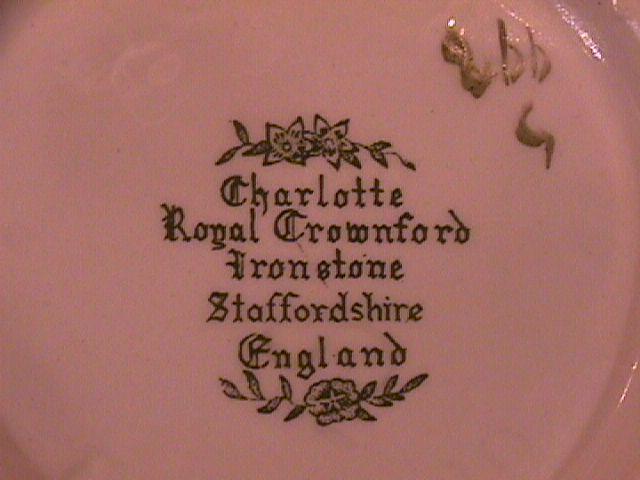 Charlotte
Royal Crownford
Ironstone
Staffordshire
England